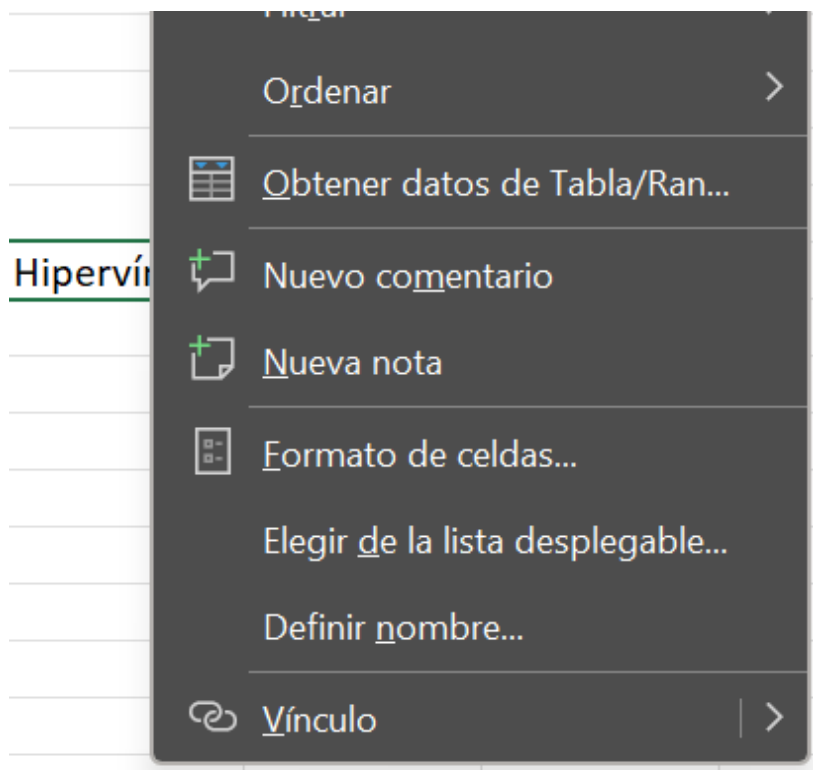 Ordenar
Obtener datos de Tabla/Ran...
Hipervín
Nuevo comentario
Nueva nota
Formato de celdas...
Elegir de la lista desplegable...
Definir nombre...
Vínculo